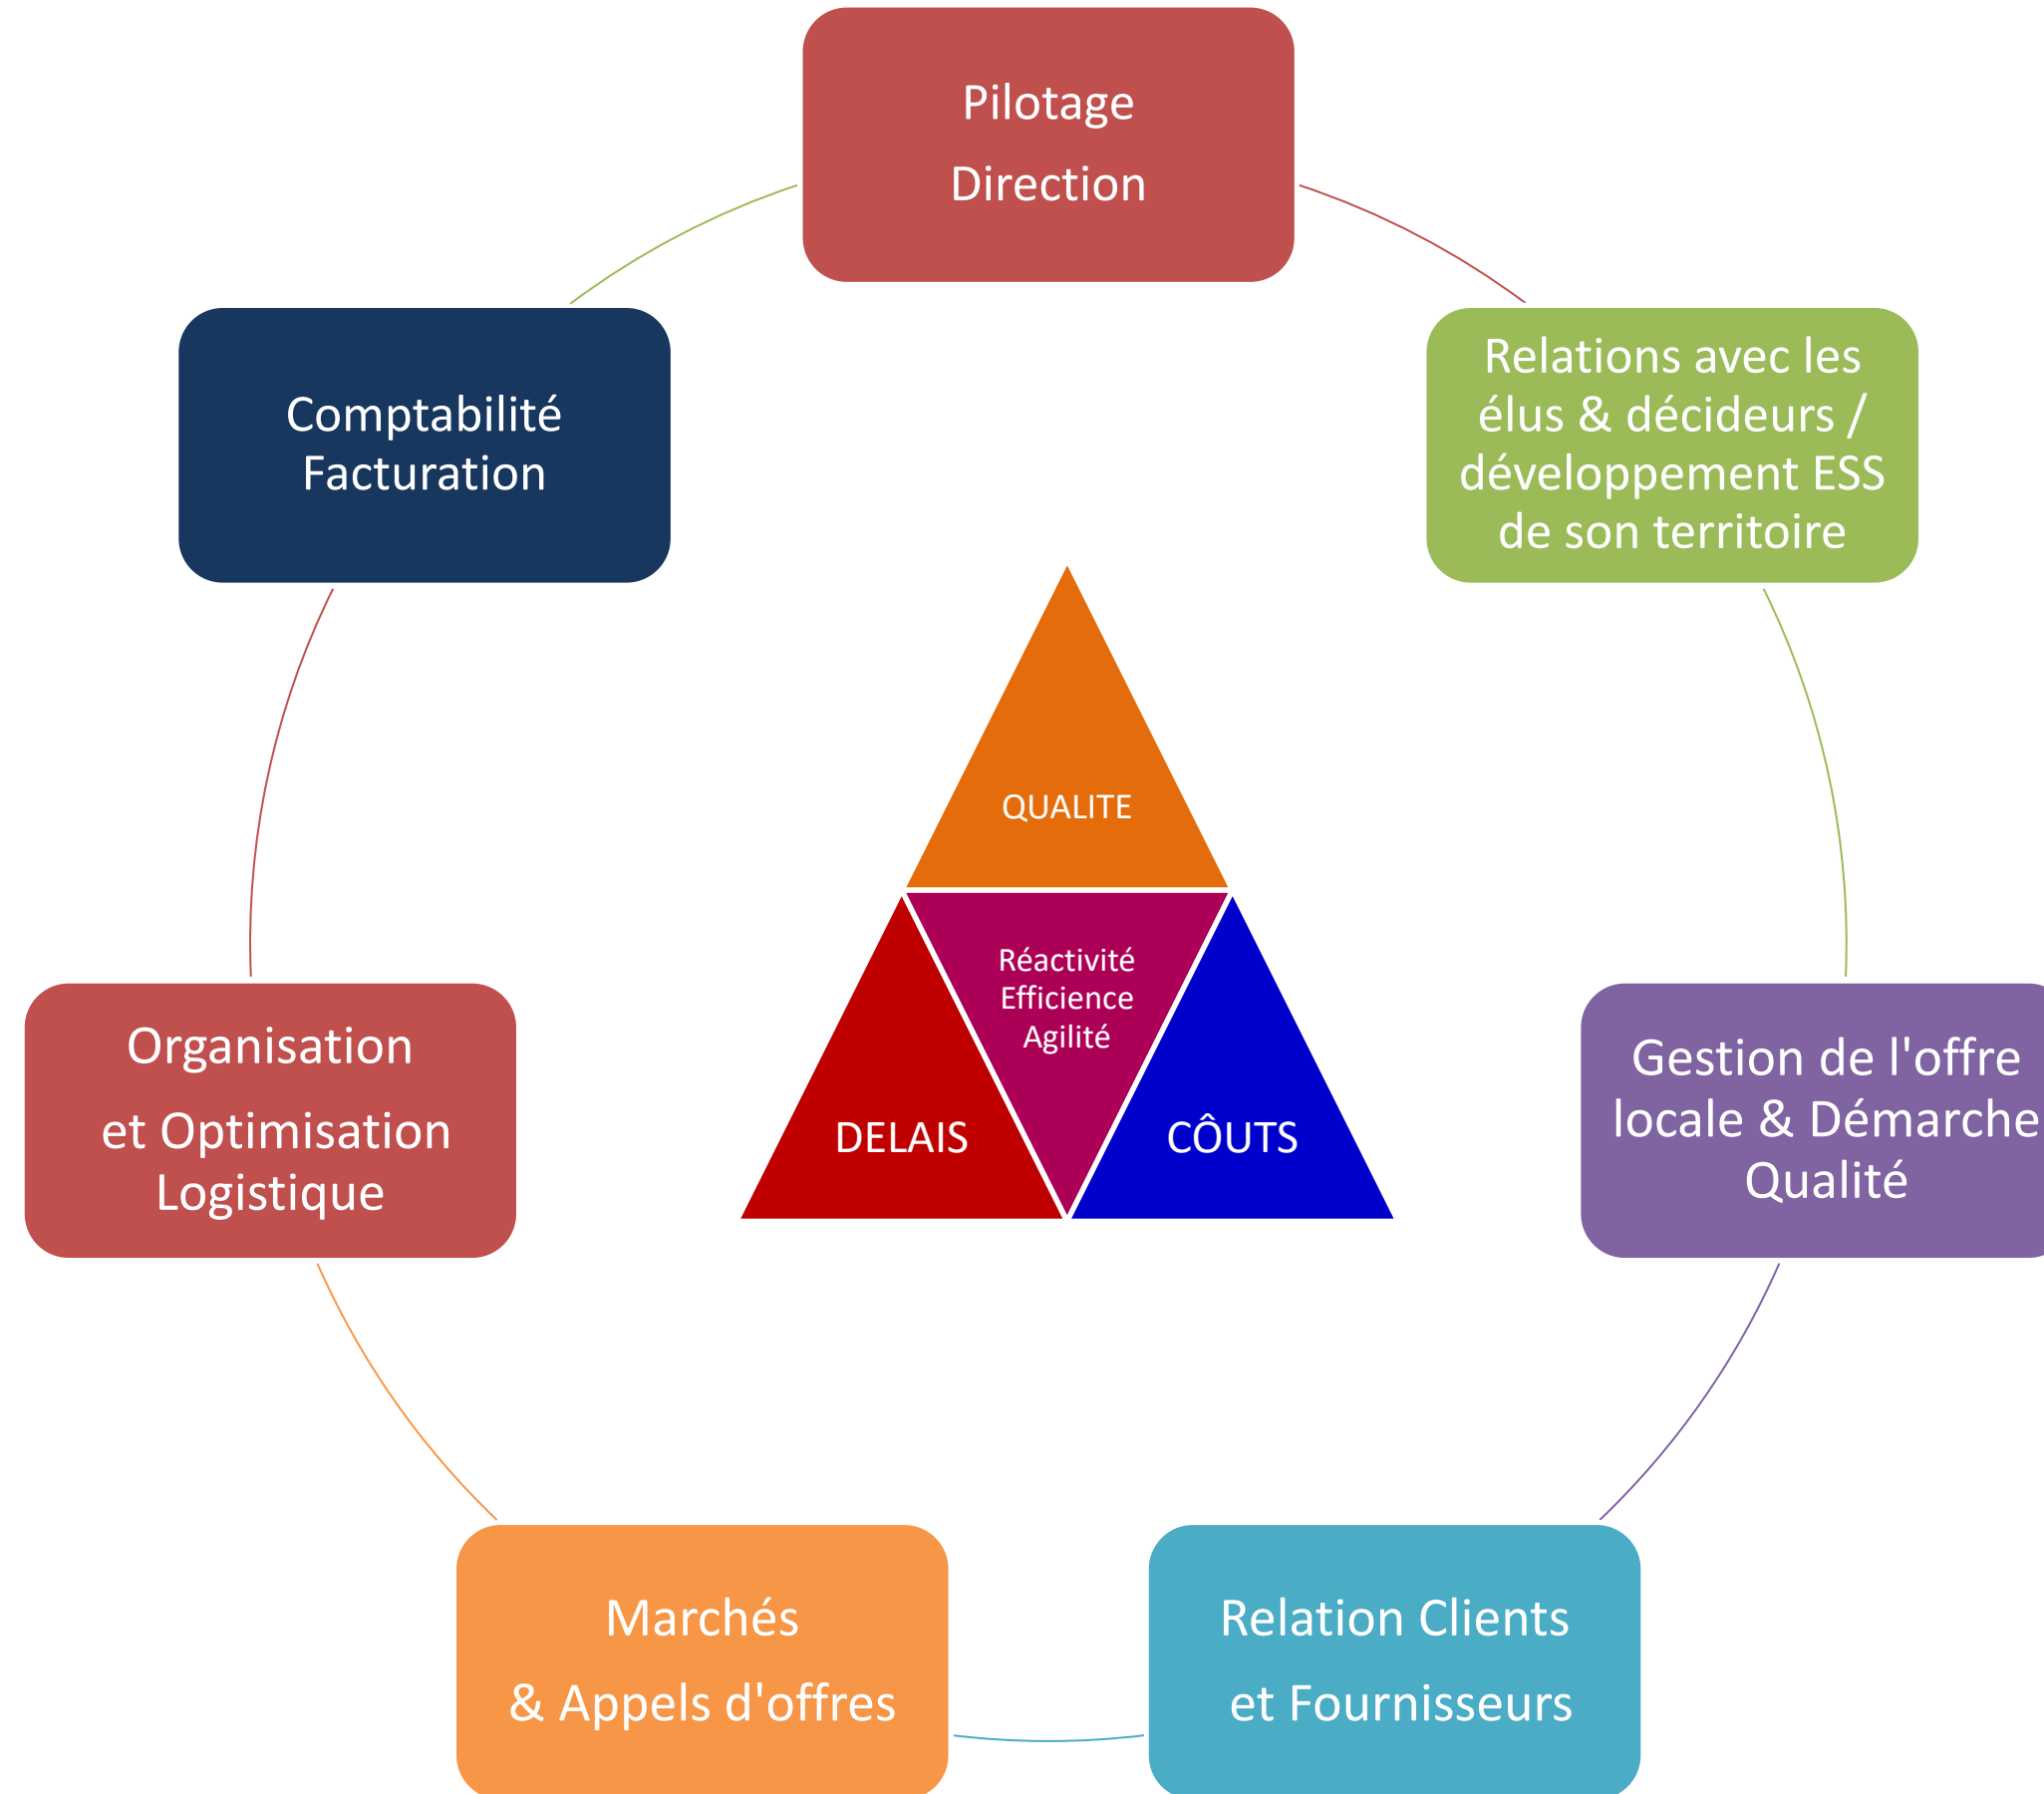 Pilotage
Direction
Comptabilité
Facturation
Relations avec les
élus & décideurs /
développement ESS
de son territoire
QUALITE
Réactivité
Efficience
Agilité
DELAIS
CÔUTS
Organisation
et Optimisation
Logistique
Gestion de l'offre
locale & Démarche
Qualité
Marchés
& Appels d'offres
Relation Clients
et Fournisseurs